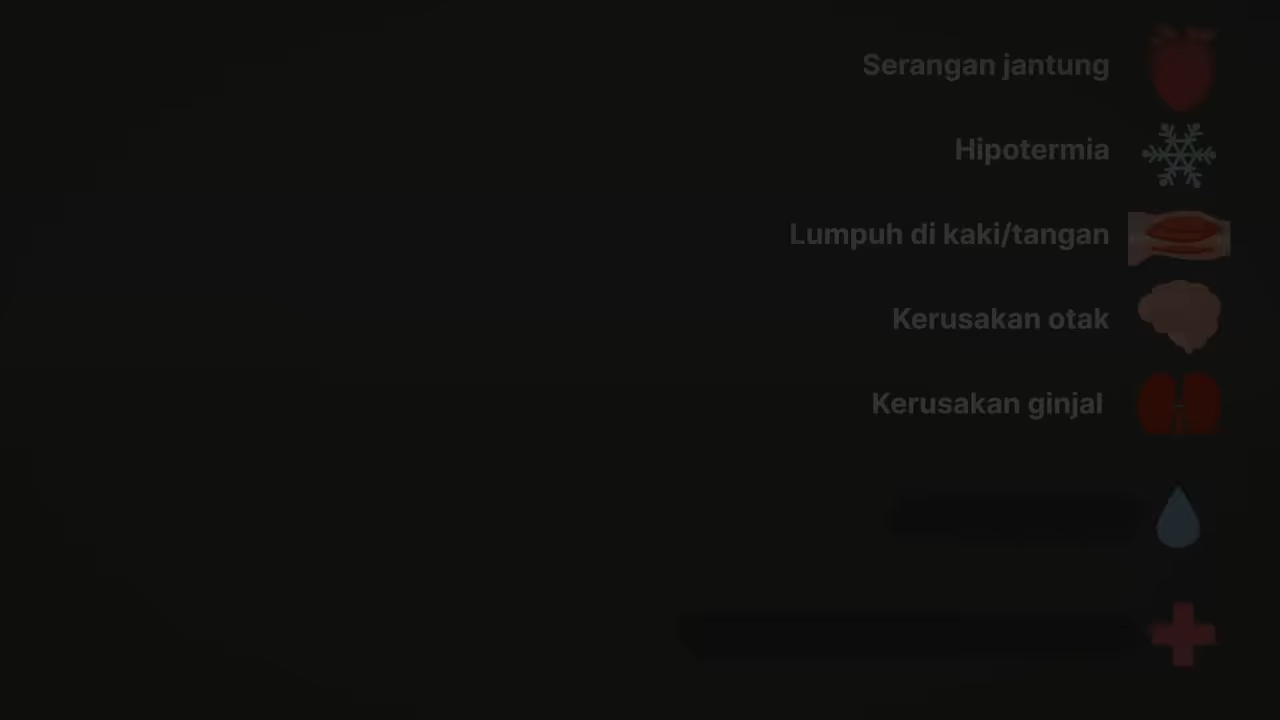 Serangan jantung
Hipotermia
Lumpuh di kaki/tangan
Kerusakan otak
Kerusakan ginjal